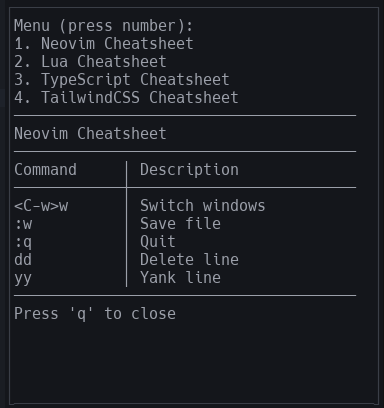 Menu (press number):
1. Neovim Cheatsheet
2. Lua Cheatsheet
3. TypeScript Cheatsheet
4. TailwindCSS Cheatsheet
Neovim Cheatsheet
Command Description
<C-w>w Switch windows
:w Save file
:q Quit
dd Delete line
yy Yank line
Press 'q' to close